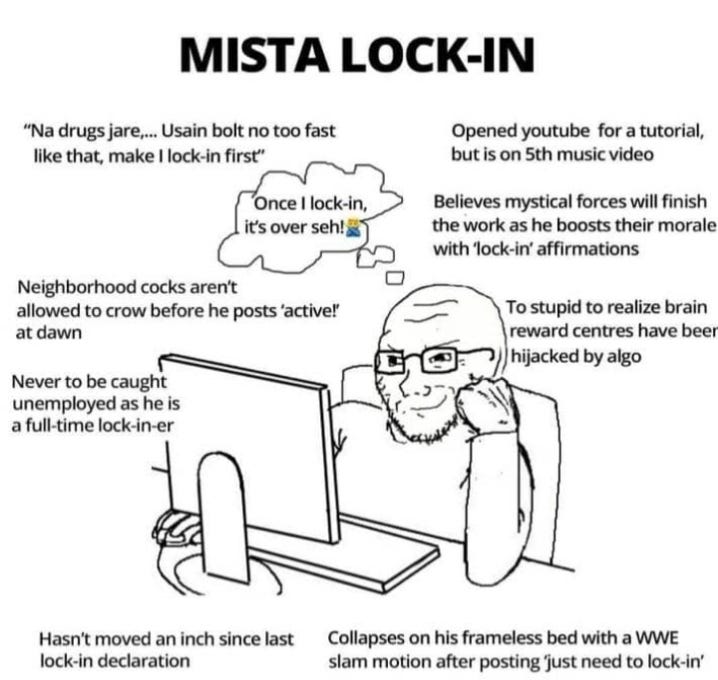 MISTA LOCK-IN
"Na drugs jare,... Usain bolt no too fast
like that, make I lock-in first"
Opened youtube for a tutorial,
but is on 5th music video
Once I lock-in,
it's over seh!
Believes mystical forces will finish
the work as he boosts their morale
with 'lock-in' affirmations
Neighborhood cocks aren't
allowed to crow before he posts 'active!'
at dawn
To stupid to realize brain
reward centres have beer
hijacked by algo
Never to be caught
unemployed as he is
a full-time lock-in-er
Hasn't moved an inch since last
lock-in declaration
Collapses on his frameless bed with a WWE
slam motion after posting 'just need to lock-in'